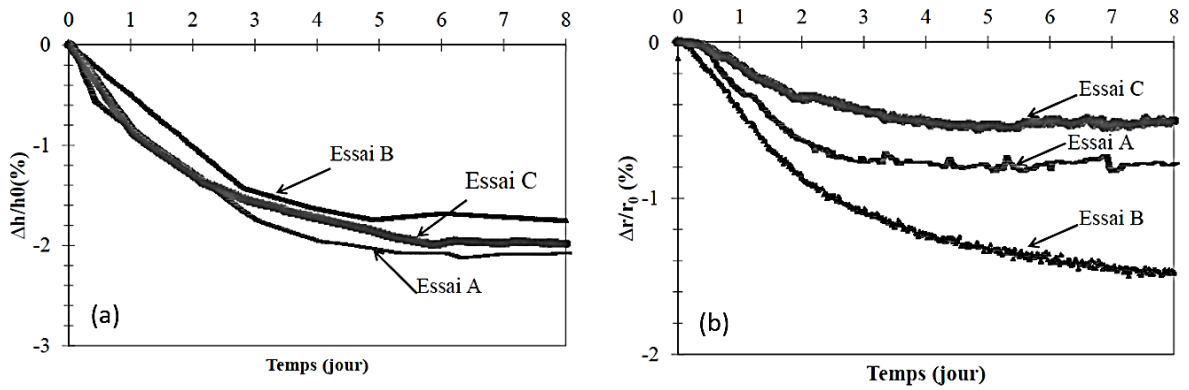 0 1 2 3 4 5 6 7 8
0
-1
-2
-3
Δh/h0(%)
Essai B
Essai C
Essai A
(a)
Temps (jour)
0 1 2 3 4 5 6 7 8
0
-1
-2
Δr/r₀ (%)
Essai C
Essai A
Essai B
(b)
Temps (jour)